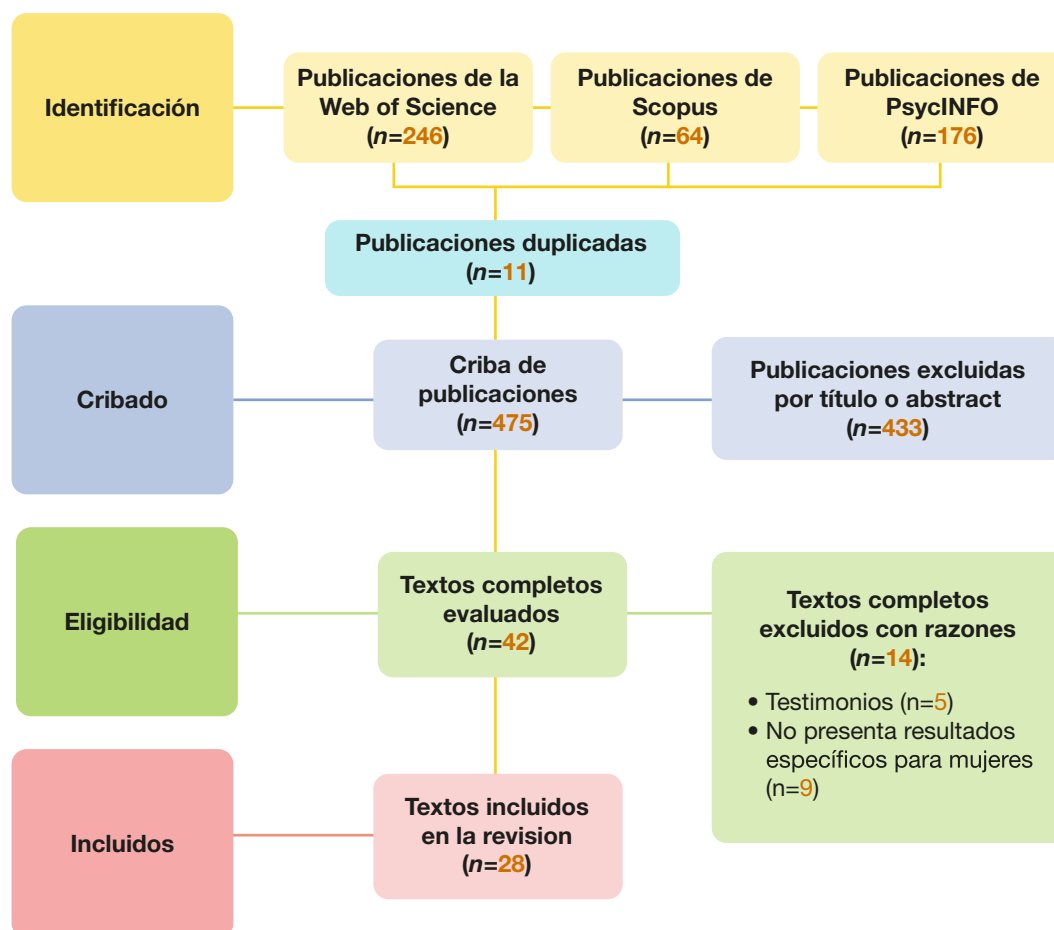 Identificación
Publicaciones de la
Web of Science
(n=246)
Publicaciones de
Scopus
(n=64)
Publicaciones de
PsycINFO
(n=176)
Publicaciones duplicadas
(n=11)
Cribado
Criba de
publicaciones
(n=475)
Publicaciones excluidas
por título o abstract
(n=433)
Eligibilidad
Textos completos
evaluados
(n=42)
Textos completos
excluidos con razones
(n=14):
• Testimonios (n=5)
• No presenta resultados
específicos para mujeres
(n=9)
Incluidos
Textos incluidos
en la revision
(n=28)